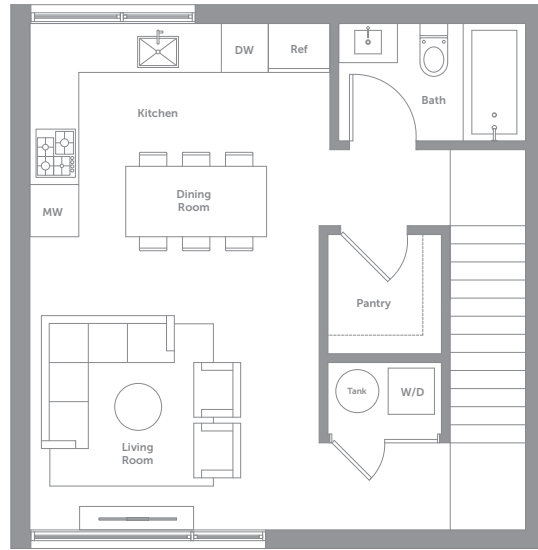 DW
Ref
Bath
Kitchen
Dining
Room
MW
Pantry
Tank
W/D
Living
Room